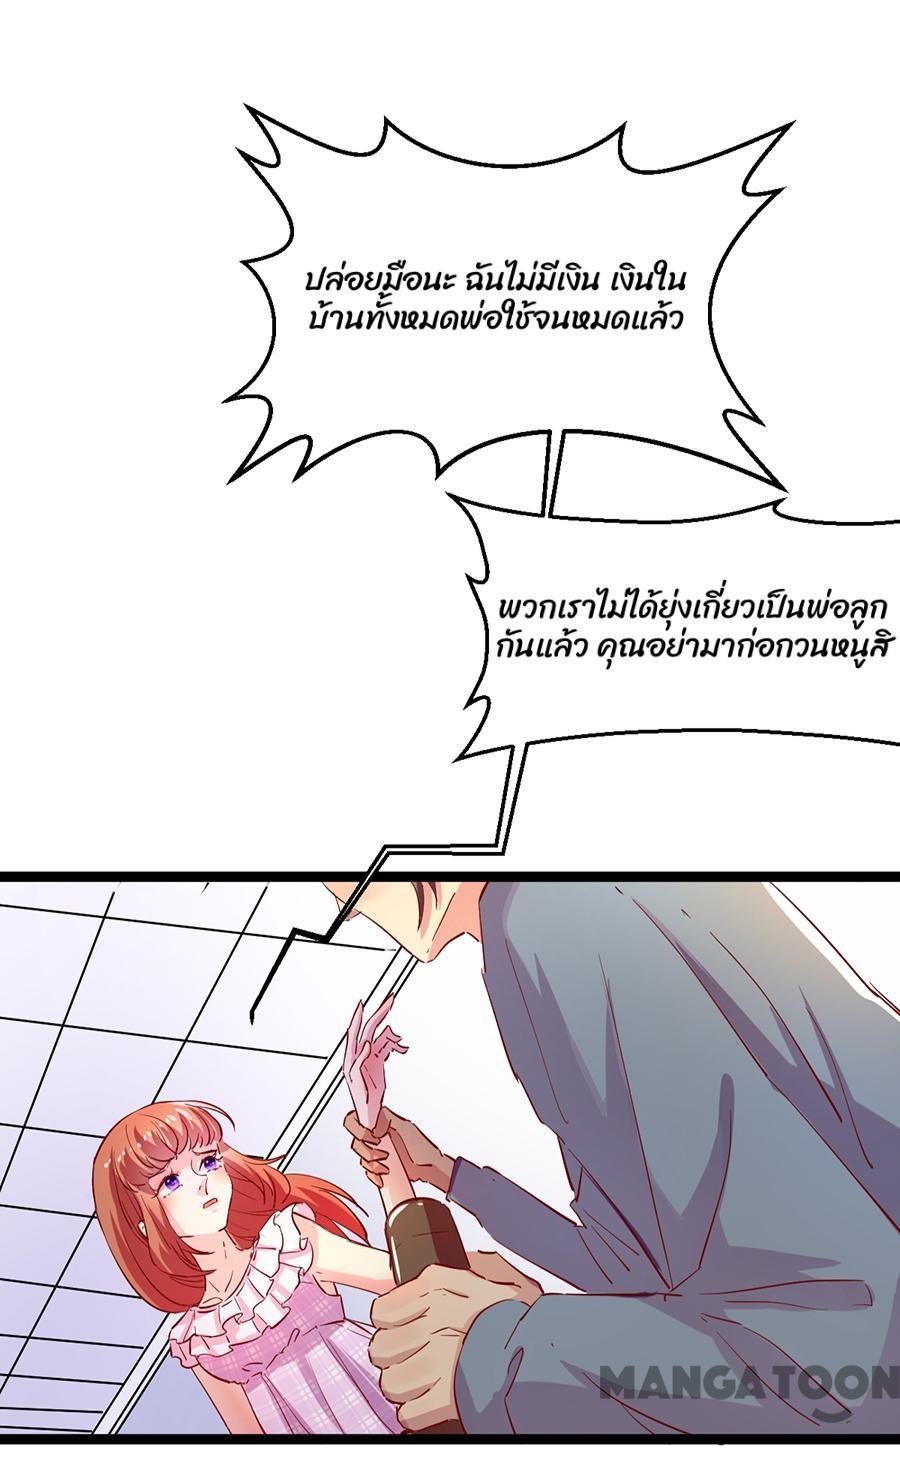 ปล่อยมือนะ ฉันไม่มีเงิน เงินใน
บ้านทั้งหมดพ่อใช้จนหมดแล้ว
พวกเราไม่ได้ยุ่งเกี่ยวเป็นพ่อลูก
กันแล้ว คุณอย่ามาก่อกวนหนูสิ
MANGATOON